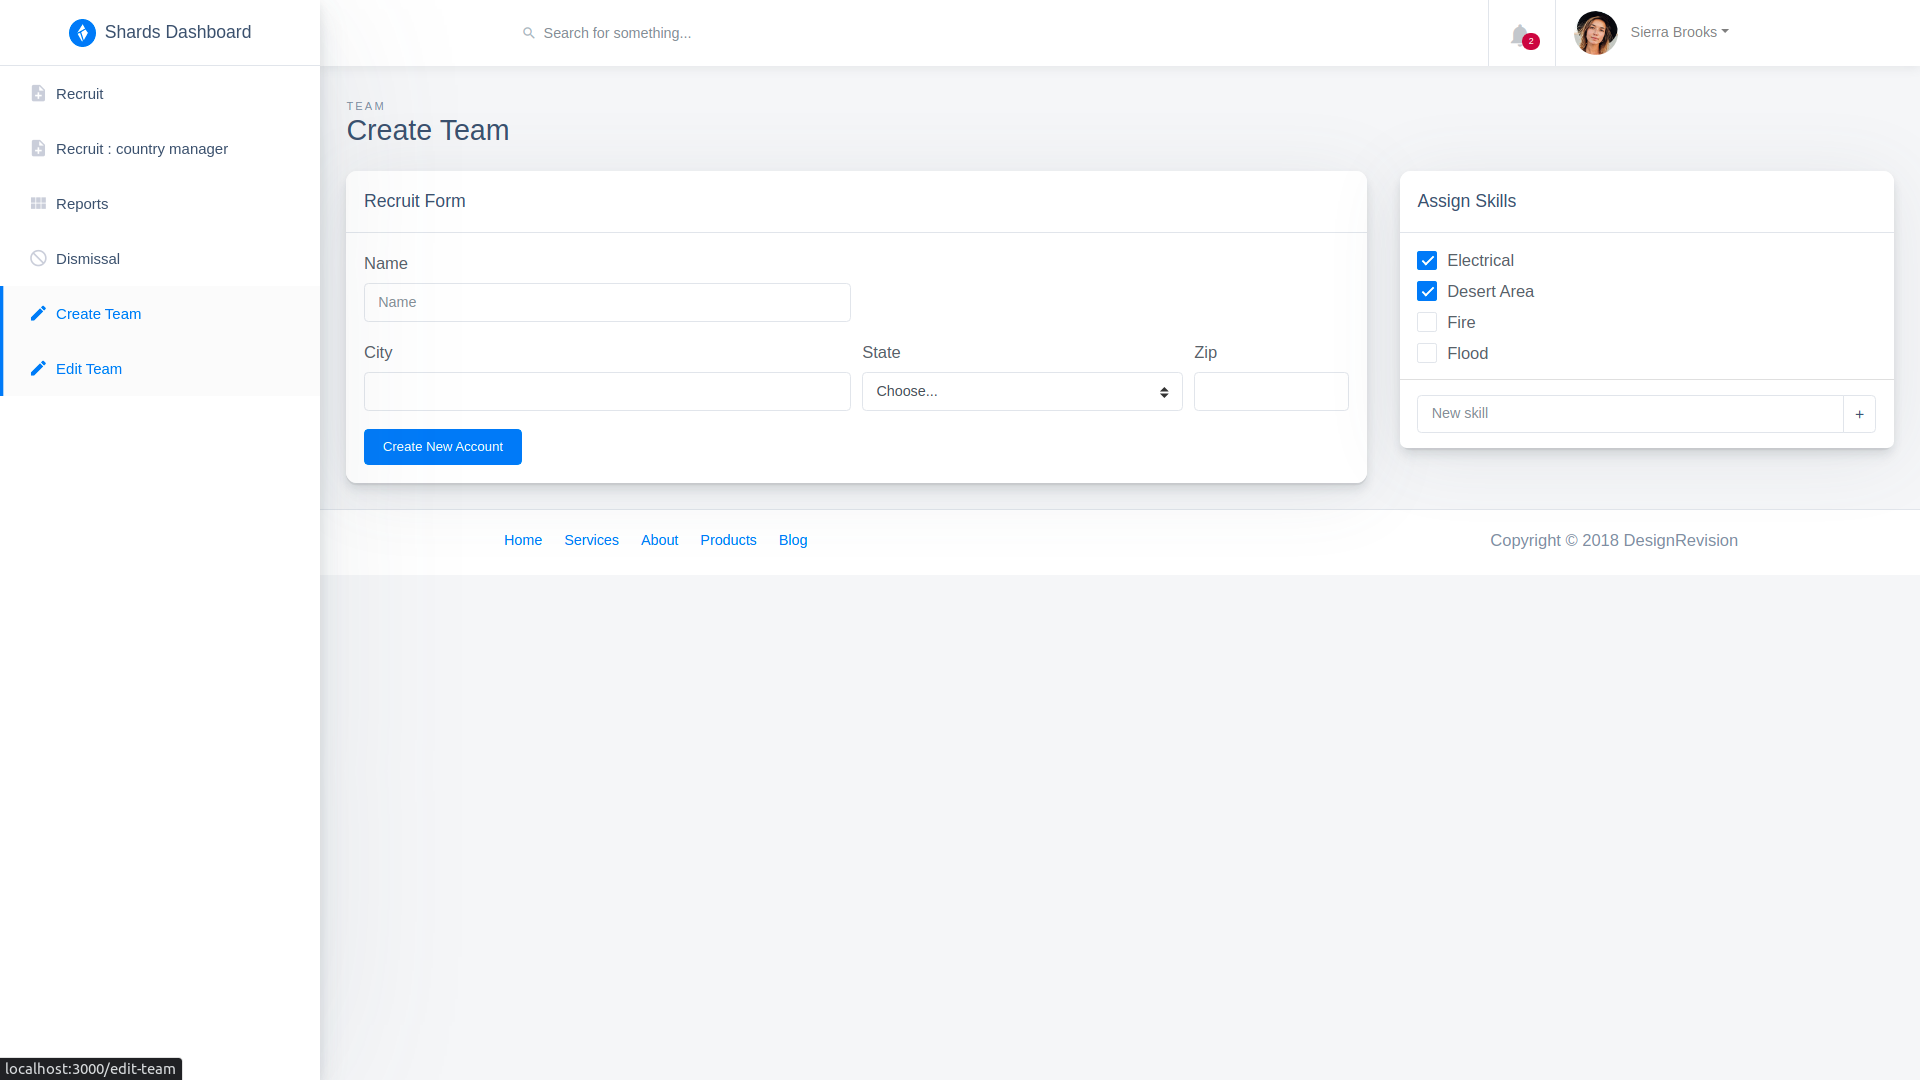 Shards Dashboard
Search for something...
2
Sierra Brooks
Recruit
Recruit : country manager
Reports
Dismissal
Create Team
Edit Team
TEAM
Create Team
Recruit Form
Name
Name
City
State
Zip
Choose...
Create New Account
Assign Skills
Electrical
Desert Area
Fire
Flood
New skill
+
Home Services About Products Blog
Copyright © 2018 DesignRevision
localhost:3000/edit-team